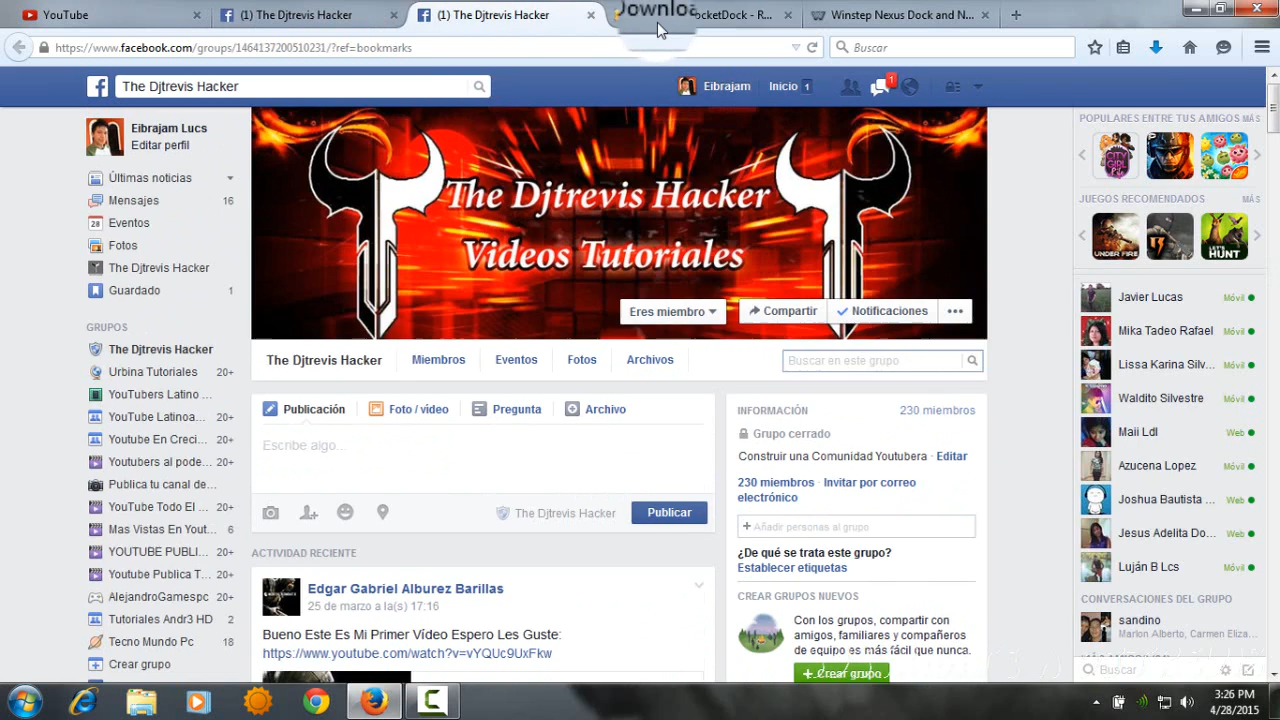 YouTube
(1) The Djtrevis Hacker
(1) The Djtrevis Hacker
ocketDock - R...
Winstep Nexus Dock and N...
https://www.facebook.com/groups/1464137200510231/?ref=bookmarks
Buscar
The Djtrevis Hacker
Eibrajam
Inicio 1
1
Eibrajam Lucs
Editar perfil
Últimas noticias
Mensajes 16
28 Eventos
Fotos
The Djtrevis Hacker
Guardado 1
GRUPOS
The Djtrevis Hacker
Urbina Tutoriales 20+
YouTubers Latino ...
YouTube Latinoa... 20+
Youtube En Creci... 20+
Youtubers al pode... 20+
Publica tu canal de...
YouTube Todo El ... 20+
Mas Vistas En Yout... 6
YOUTUBE PUBLI... 20+
Youtube Publica T... 20+
AlejandroGamespc 20+
Tutoriales Andr3 HD 2
Tecno Mundo Pc 18
Crear grupo
The Djtrevis Hacker
Videos Tutoriales
Eres miembro
Compartir
Notificaciones
The Djtrevis Hacker
Miembros
Eventos
Fotos
Archivos
Buscar en este grupo
Publicación
Foto / vídeo
Pregunta
Archivo
Escribe algo...
The Djtrevis Hacker
Publicar
ACTIVIDAD RECIENTE
Edgar Gabriel Alburez Barillas
25 de marzo a la(s) 17:16
Bueno Este Es Mi Primer Vídeo Espero Les Guste:
https://www.youtube.com/watch?v=vYQUc9UxFkw
INFORMACIÓN 230 miembros
Grupo cerrado
Construir una Comunidad Youtubera · Editar
230 miembros · Invitar por correo
electrónico
+ Añadir personas al grupo
¿De qué se trata este grupo?
Establecer etiquetas
CREAR GRUPOS NUEVOS
Con los grupos, compartir con
amigos, familiares y compañeros
de equipo es más fácil que nunca.
+ Crear grupo
POPULARES ENTRE TUS AMIGOS MÁS
CITY GIRL
JUEGOS RECOMENDADOS MÁS
UNDER FIRE
LET'S HUNT
Javier Lucas Móvil
Mika Tadeo Rafael Móvil
Lissa Karina Silv... Móvil
Waldito Silvestre Móvil
Maii Ldl Web
Azucena Lopez Móvil
Joshua Bautista ... Web
Jesus Adelita Do... Web
Luján B Lcs Móvil
CONVERSACIONES DEL GRUPO
sandino
Marlon Alberto, Carmen Eliza...
Buscar
3:26 PM
4/28/2015